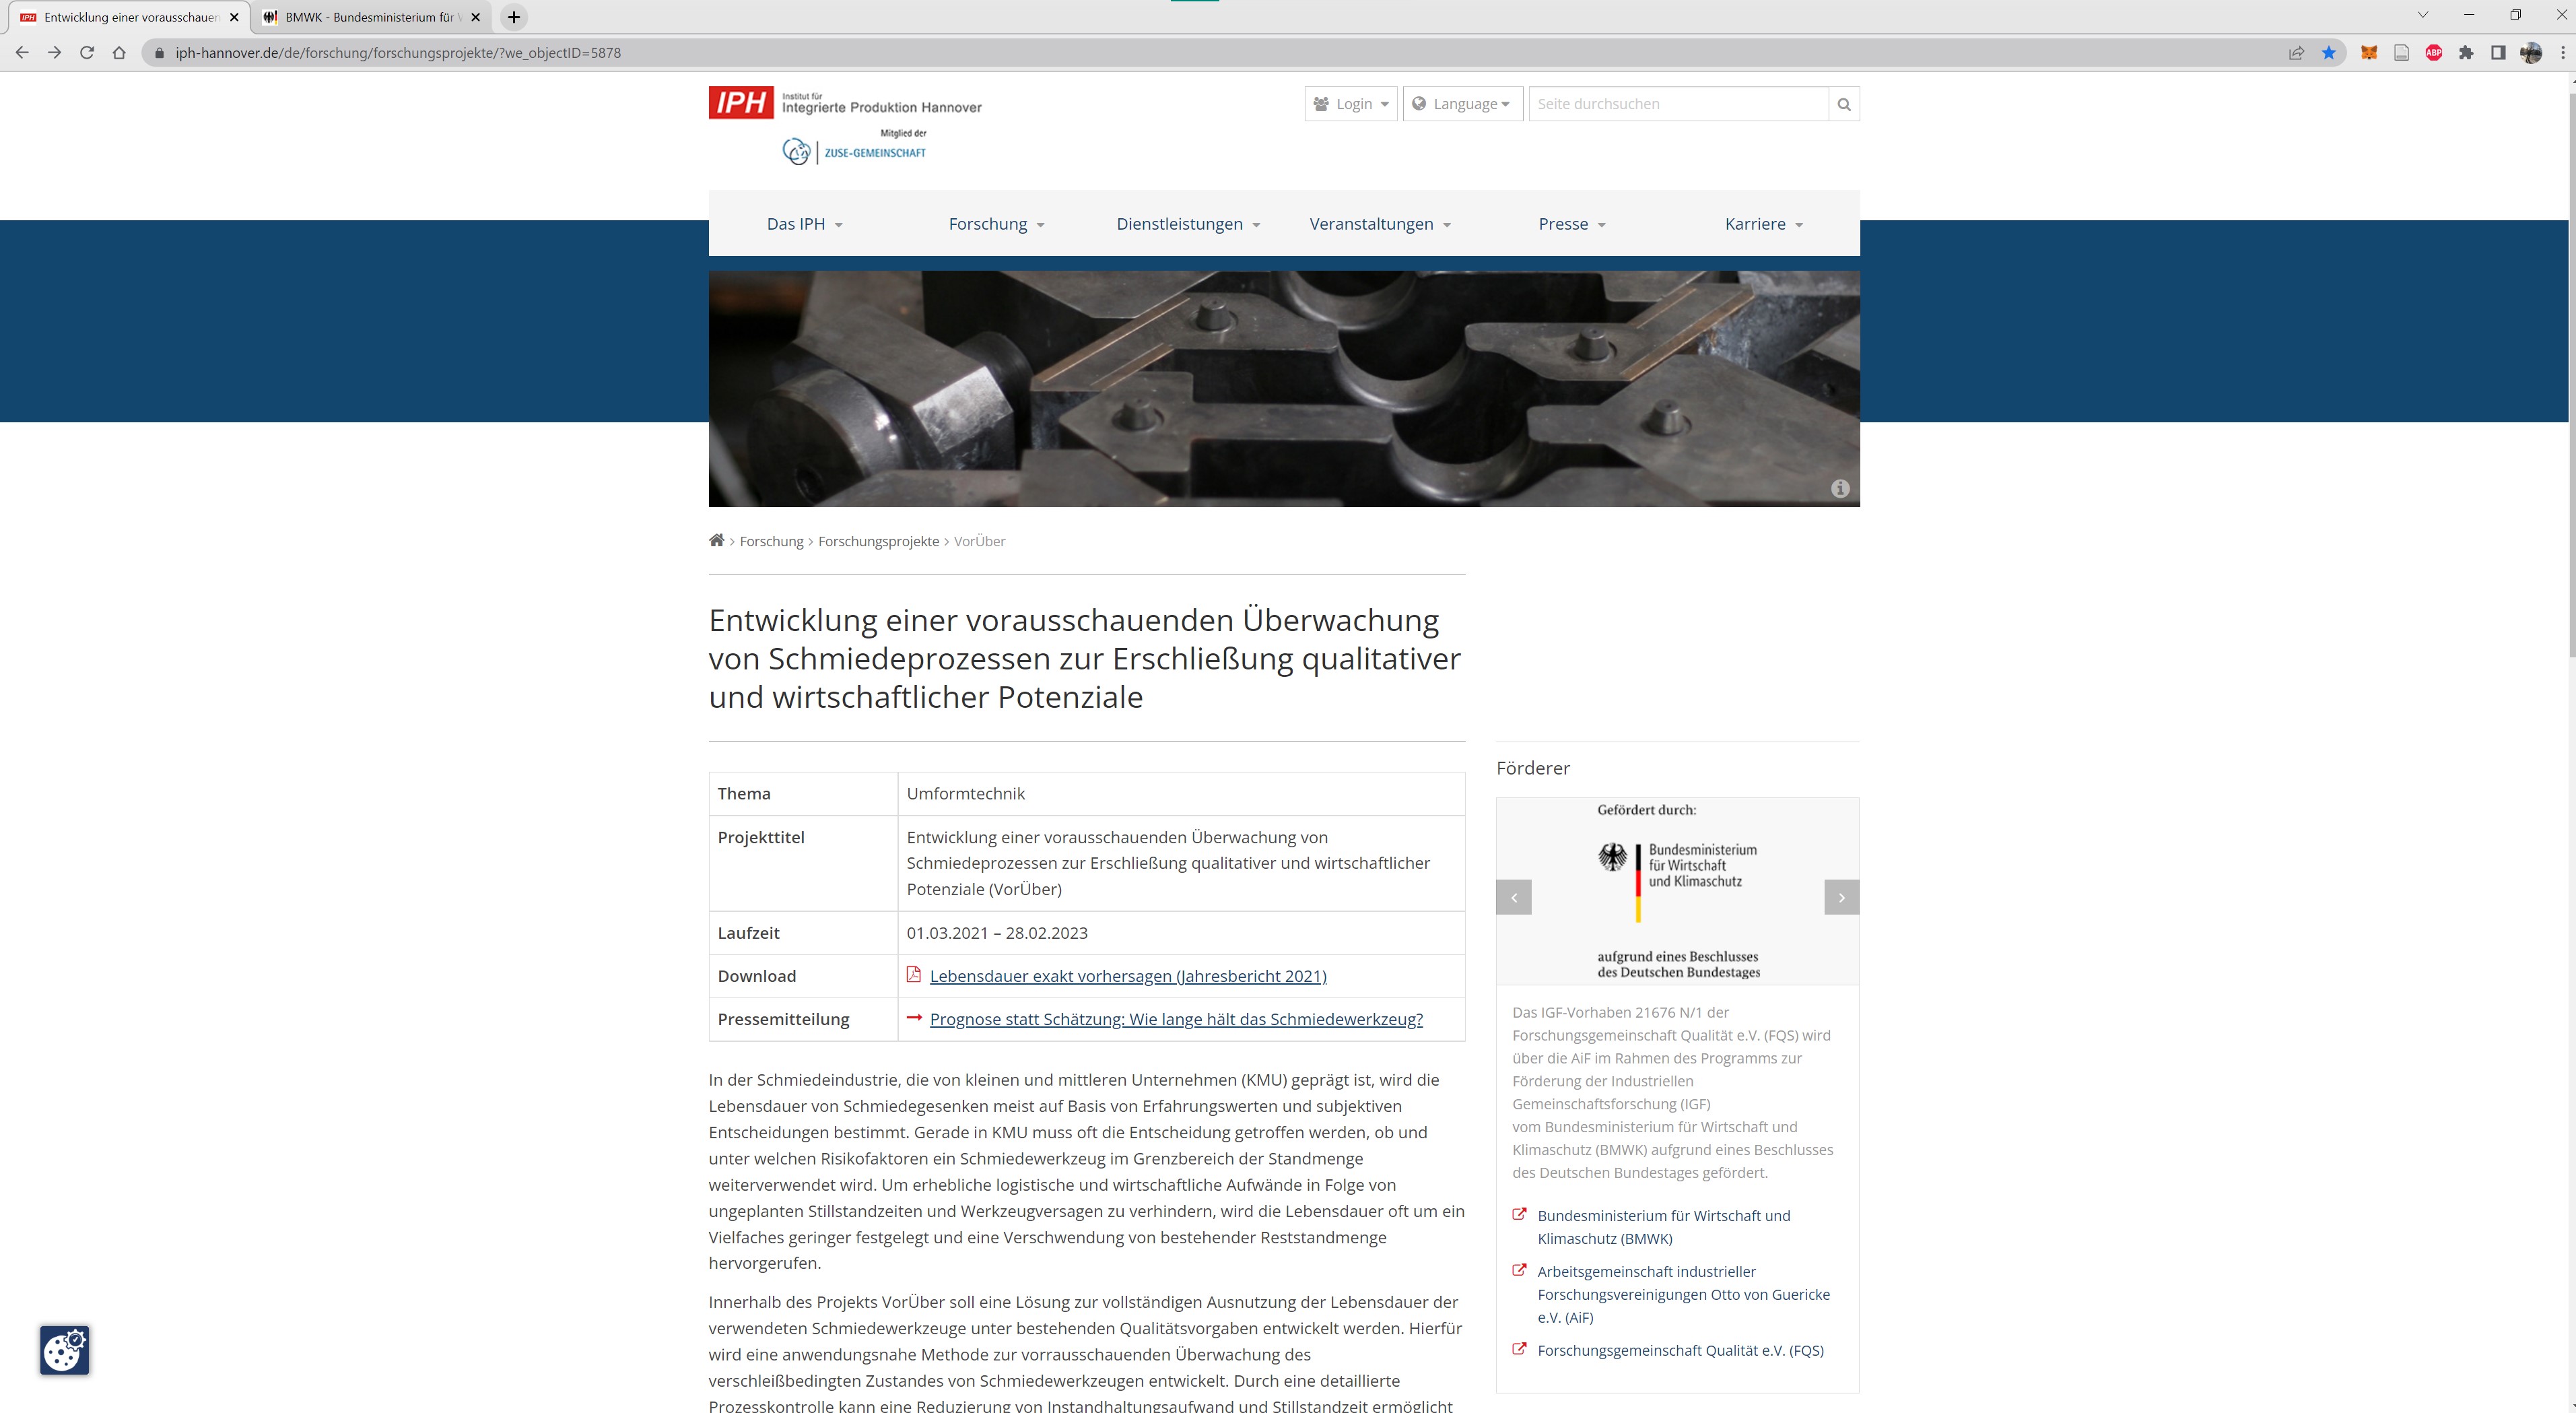 Entwicklung einer vorausschauen
BMWK - Bundesministerium für
iph-hannover.de/de/forschung/forschungsprojekte/?we_objectID=5878
ABP
IPH
Institut für
Integrierte Produktion Hannover
Mitglied der
ZUSE-GEMEINSCHAFT
Login
Language
Seite durchsuchen
Das IPH
Forschung
Dienstleistungen
Veranstaltungen
Presse
Karriere
> Forschung > Forschungsprojekte > VorÜber
Entwicklung einer vorausschauenden Überwachung
von Schmiedeprozessen zur Erschließung qualitativer
und wirtschaftlicher Potenziale
Thema Umformtechnik
Projekttitel Entwicklung einer vorausschauenden Überwachung von
Schmiedeprozessen zur Erschließung qualitativer und wirtschaftlicher
Potenziale (VorÜber)
Laufzeit 01.03.2021 – 28.02.2023
Download Lebensdauer exakt vorhersagen (Jahresbericht 2021)
Pressemitteilung Prognose statt Schätzung: Wie lange hält das Schmiedewerkzeug?
In der Schmiedeindustrie, die von kleinen und mittleren Unternehmen (KMU) geprägt ist, wird die
Lebensdauer von Schmiedegesenken meist auf Basis von Erfahrungswerten und subjektiven
Entscheidungen bestimmt. Gerade in KMU muss oft die Entscheidung getroffen werden, ob und
unter welchen Risikofaktoren ein Schmiedewerkzeug im Grenzbereich der Standmenge
weiterverwendet wird. Um erhebliche logistische und wirtschaftliche Aufwände in Folge von
ungeplanten Stillstandzeiten und Werkzeugversagen zu verhindern, wird die Lebensdauer oft um ein
Vielfaches geringer festgelegt und eine Verschwendung von bestehender Reststandmenge
hervorgerufen.
Innerhalb des Projekts VorÜber soll eine Lösung zur vollständigen Ausnutzung der Lebensdauer der
verwendeten Schmiedewerkzeuge unter bestehenden Qualitätsvorgaben entwickelt werden. Hierfür
wird eine anwendungsnahe Methode zur vorrausschauenden Überwachung des
verschleißbedingten Zustandes von Schmiedewerkzeugen entwickelt. Durch eine detaillierte
Prozesskontrolle kann eine Reduzierung von Instandhaltungsaufwand und Stillstandzeit ermöglicht
Förderer
Gefördert durch:
Bundesministerium
für Wirtschaft
und Klimaschutz
aufgrund eines Beschlusses
des Deutschen Bundestages
Das IGF-Vorhaben 21676 N/1 der
Forschungsgemeinschaft Qualität e.V. (FQS) wird
über die AiF im Rahmen des Programms zur
Förderung der Industriellen
Gemeinschaftsforschung (IGF)
vom Bundesministerium für Wirtschaft und
Klimaschutz (BMWK) aufgrund eines Beschlusses
des Deutschen Bundestages gefördert.
Bundesministerium für Wirtschaft und
Klimaschutz (BMWK)
Arbeitsgemeinschaft industrieller
Forschungsvereinigungen Otto von Guericke
e.V. (AiF)
Forschungsgemeinschaft Qualität e.V. (FQS)